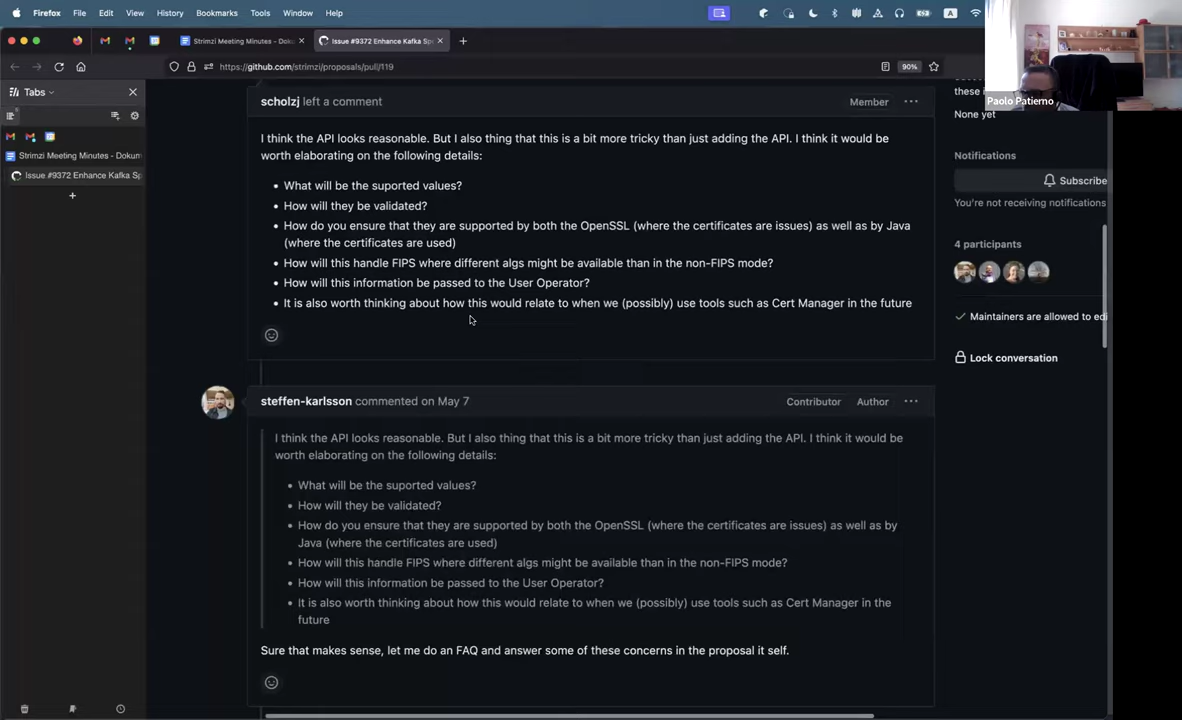 Firefox File Edit View History Bookmarks Tools Window Help A
Strimzi Meeting Minutes - Doku
Issue #9372 Enhance Kafka Sp
https://github.com/strimzi/proposals/pull/119
90%
Tabs
Strimzi Meeting Minutes - Dokum
Issue #9372 Enhance Kafka Sp
Paolo Patierno
scholzj left a comment
Member
I think the API looks reasonable. But I also thing that this is a bit more tricky than just adding the API. I think it would be
worth elaborating on the following details:
What will be the suported values?
How will they be validated?
How do you ensure that they are supported by both the OpenSSL (where the certificates are issues) as well as by Java
(where the certificates are used)
How will this handle FIPS where different algs might be available than in the non-FIPS mode?
How will this information be passed to the User Operator?
It is also worth thinking about how this would relate to when we (possibly) use tools such as Cert Manager in the future
steffen-karlsson commented on May 7
Contributor
Author
I think the API looks reasonable. But I also thing that this is a bit more tricky than just adding the API. I think it would be
worth elaborating on the following details:
What will be the suported values?
How will they be validated?
How do you ensure that they are supported by both the OpenSSL (where the certificates are issues) as well as by
Java (where the certificates are used)
How will this handle FIPS where different algs might be available than in the non-FIPS mode?
How will this information be passed to the User Operator?
It is also worth thinking about how this would relate to when we (possibly) use tools such as Cert Manager in the
future
Sure that makes sense, let me do an FAQ and answer some of these concerns in the proposal it self.
these i
None yet
Notifications
Subscribe
You're not receiving notifications
4 participants
Maintainers are allowed to edi
Lock conversation